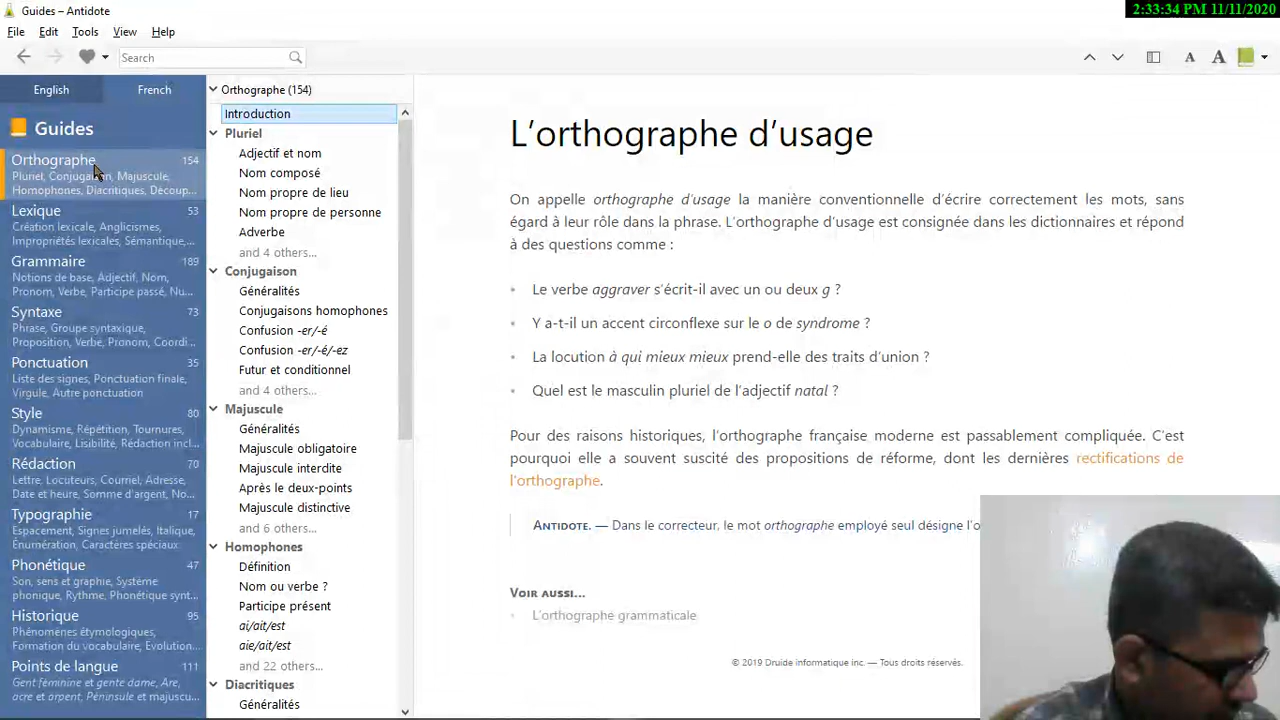 Guides – Antidote
2:33:34 PM 11/11/2020
File Edit Tools View Help
Search
A A
English French
Guides
Orthographe 154
Pluriel, Conjugaison, Majuscule,
Homophones, Diacritiques, Découp...
Lexique 53
Création lexicale, Anglicismes,
Impropriétés lexicales, Sémantique,...
Grammaire 189
Notions de base, Adjectif, Nom,
Pronom, Verbe, Participe passé, Nu...
Syntaxe 73
Phrase, Groupe syntaxique,
Proposition, Verbe, Pronom, Coordi...
Ponctuation 35
Liste des signes, Ponctuation finale,
Virgule, Autre ponctuation
Style 80
Dynamisme, Répétition, Tournures,
Vocabulaire, Lisibilité, Rédaction incl...
Rédaction 70
Lettre, Locuteurs, Courriel, Adresse,
Date et heure, Somme d'argent, No...
Typographie 17
Espacement, Signes jumelés, Italique,
Énumération, Caractères spéciaux
Phonétique 47
Son, sens et graphie, Système
phonique, Rythme, Phonétique synt...
Historique 95
Phénomènes étymologiques,
Formation du vocabulaire, Evolution...
Points de langue 111
Gent féminine et gente dame, Are,
acre et arpent, Péninsule et majuscu...
Orthographe (154)
Introduction
Pluriel
Adjectif et nom
Nom composé
Nom propre de lieu
Nom propre de personne
Adverbe
and 4 others...
Conjugaison
Généralités
Conjugaisons homophones
Confusion -er/-é
Confusion -er/-é/-ez
Futur et conditionnel
and 4 others...
Majuscule
Généralités
Majuscule obligatoire
Majuscule interdite
Après le deux-points
Majuscule distinctive
and 6 others...
Homophones
Définition
Nom ou verbe ?
Participe présent
ai/ait/est
aie/ait/est
and 22 others...
Diacritiques
Généralités
L’orthographe d’usage
On appelle orthographe d’usage la manière conventionnelle d’écrire correctement les mots, sans
égard à leur rôle dans la phrase. L’orthographe d’usage est consignée dans les dictionnaires et répond
à des questions comme :
Le verbe aggraver s’écrit-il avec un ou deux g ?
Y a-t-il un accent circonflexe sur le o de syndrome ?
La locution à qui mieux mieux prend-elle des traits d’union ?
Quel est le masculin pluriel de l’adjectif natal ?
Pour des raisons historiques, l’orthographe française moderne est passablement compliquée. C’est
pourquoi elle a souvent suscité des propositions de réforme, dont les dernières rectifications de
l’orthographe.
ANTIDOTE. — Dans le correcteur, le mot orthographe employé seul désigne l’o
VOIR AUSSI...
L’orthographe grammaticale
© 2019 Druide informatique inc. — Tous droits réservés.